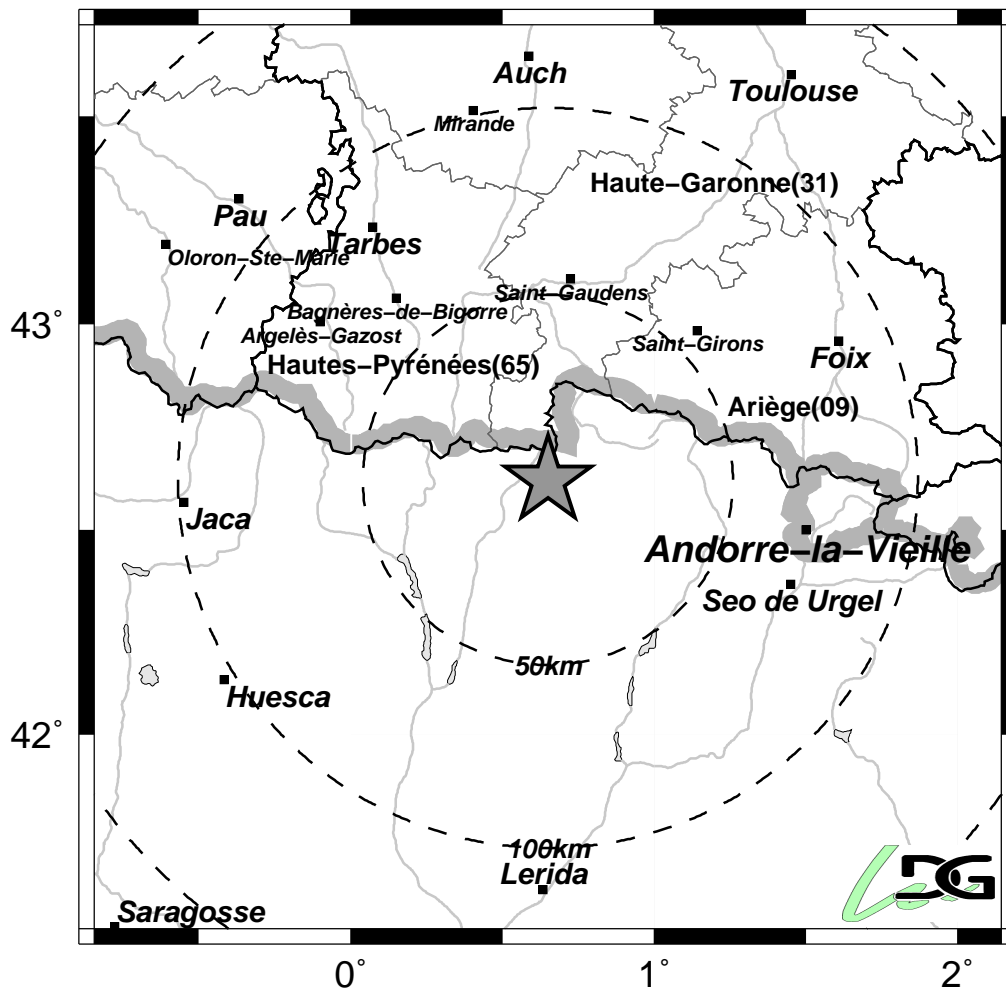 Auch
Toulouse
Mirande
Haute–Garonne(31)
Pau
Tarbes
Oloron–Ste–Marie
Saint–Gaudens
Bagnères–de–Bigorre
43°
Argelès–Gazost
Saint–Girons
Foix
Hautes–Pyrénées(65)
Ariège(09)
Jaca
Andorre–la–Vieille
Seo de Urgel
50km
Huesca
42°
100km
Lerida
DG
Saragosse
0°
1°
2°